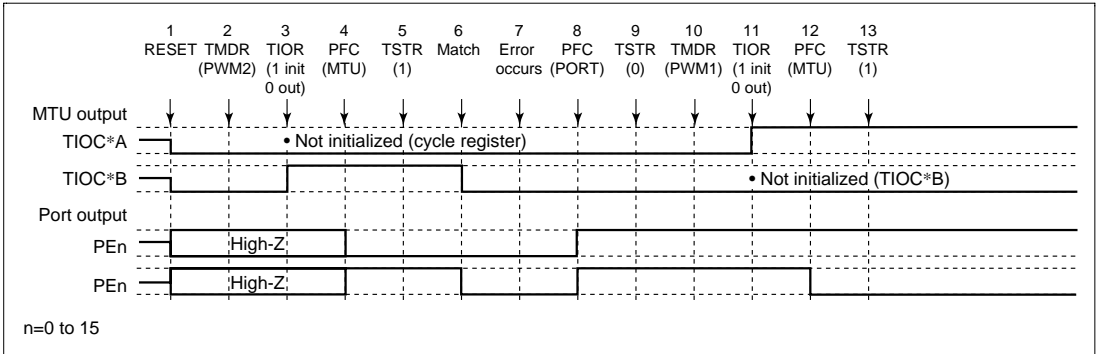 1 2 3 4 5 6 7 8 9 10 11 12 13
RESET TMDR TIOR PFC TSTR Match Error PFC TSTR TMDR TIOR PFC TSTR
(PWM2) (1 init (MTU) (1) occurs (PORT) (0) (PWM1) (1 init (MTU) (1)
0 out) 0 out)
MTU output
TIOC*A • Not initialized (cycle register)
TIOC*B • Not initialized (TIOC*B)
Port output
PEn High-Z
PEn High-Z
n=0 to 15